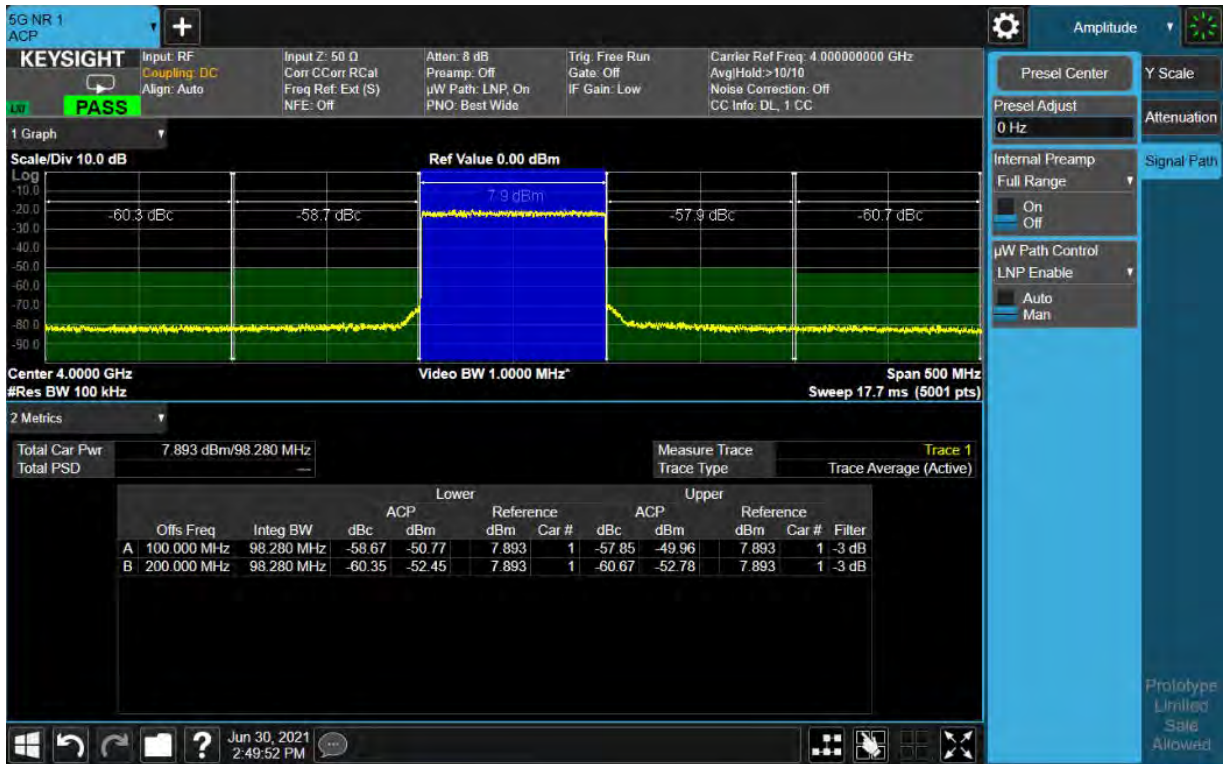 5G NR 1
ACP
+
Amplitude
KEYSIGHT
PASS
LXI
Input: RF
Coupling: DC
Align: Auto
Input Z: 50 Ω
Corr CCorr RCal
Freq Ref: Ext (S)
NFE: Off
Atten: 8 dB
Preamp: Off
µW Path: LNP, On
PNO: Best Wide
Trig: Free Run
Gate: Off
IF Gain: Low
Carrier Ref Freq: 4.000000000 GHz
Avg|Hold:>10/10
Noise Correction: Off
CC Info: DL, 1 CC
1 Graph
Scale/Div 10.0 dB
Ref Value 0.00 dBm
Log
-10.0
-20.0
-30.0
-40.0
-50.0
-60.0
-70.0
-80.0
-90.0
-60.3 dBc
-58.7 dBc
7.9 dBm
-57.9 dBc
-60.7 dBc
Center 4.0000 GHz
#Res BW 100 kHz
Video BW 1.0000 MHz*
Span 500 MHz
Sweep 17.7 ms (5001 pts)
2 Metrics
Total Car Pwr 7.893 dBm/98.280 MHz
Total PSD ---
Measure Trace Trace 1
Trace Type Trace Average (Active)
Lower Upper
ACP Reference ACP Reference
Offs Freq Integ BW dBc dBm dBm Car # dBc dBm dBm Car # Filter
A 100.000 MHz 98.280 MHz -58.67 -50.77 7.893 1 -57.85 -49.96 7.893 1 -3 dB
B 200.000 MHz 98.280 MHz -60.35 -52.45 7.893 1 -60.67 -52.78 7.893 1 -3 dB
Presel Center
Presel Adjust
0 Hz
Internal Preamp
Full Range
On
Off
µW Path Control
LNP Enable
Auto
Man
Y Scale
Attenuation
Signal Path
Prototype
Limited
Sale
Allowed
?
Jun 30, 2021
2:49:52 PM